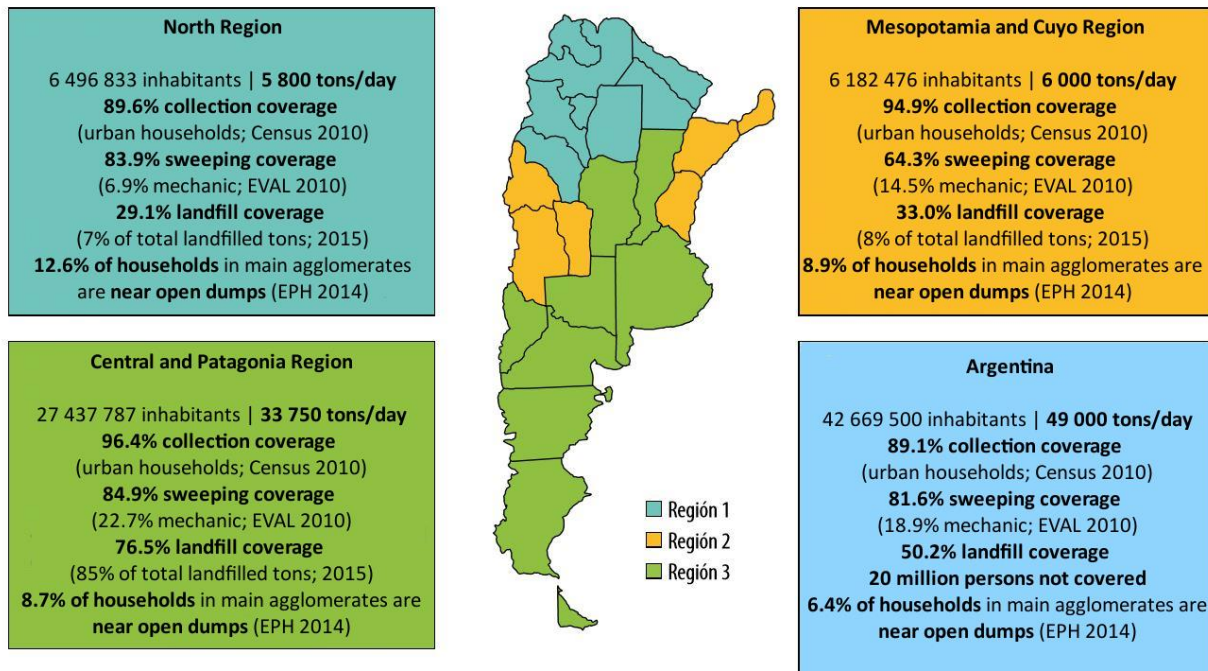 North Region
6 496 833 inhabitants | 5 800 tons/day
89.6% collection coverage
(urban households; Census 2010)
83.9% sweeping coverage
(6.9% mechanic; EVAL 2010)
29.1% landfill coverage
(7% of total landfilled tons; 2015)
12.6% of households in main agglomerates
are near open dumps (EPH 2014)
Mesopotamia and Cuyo Region
6 182 476 inhabitants | 6 000 tons/day
94.9% collection coverage
(urban households; Census 2010)
64.3% sweeping coverage
(14.5% mechanic; EVAL 2010)
33.0% landfill coverage
(8% of total landfilled tons; 2015)
8.9% of households in main agglomerates are
near open dumps (EPH 2014)
Central and Patagonia Region
27 437 787 inhabitants | 33 750 tons/day
96.4% collection coverage
(urban households; Census 2010)
84.9% sweeping coverage
(22.7% mechanic; EVAL 2010)
76.5% landfill coverage
(85% of total landfilled tons; 2015)
8.7% of households in main agglomerates are
near open dumps (EPH 2014)
Región 1
Región 2
Región 3
Argentina
42 669 500 inhabitants | 49 000 tons/day
89.1% collection coverage
(urban households; Census 2010)
81.6% sweeping coverage
(18.9% mechanic; EVAL 2010)
50.2% landfill coverage
20 million persons not covered
6.4% of households in main agglomerates are
near open dumps (EPH 2014)